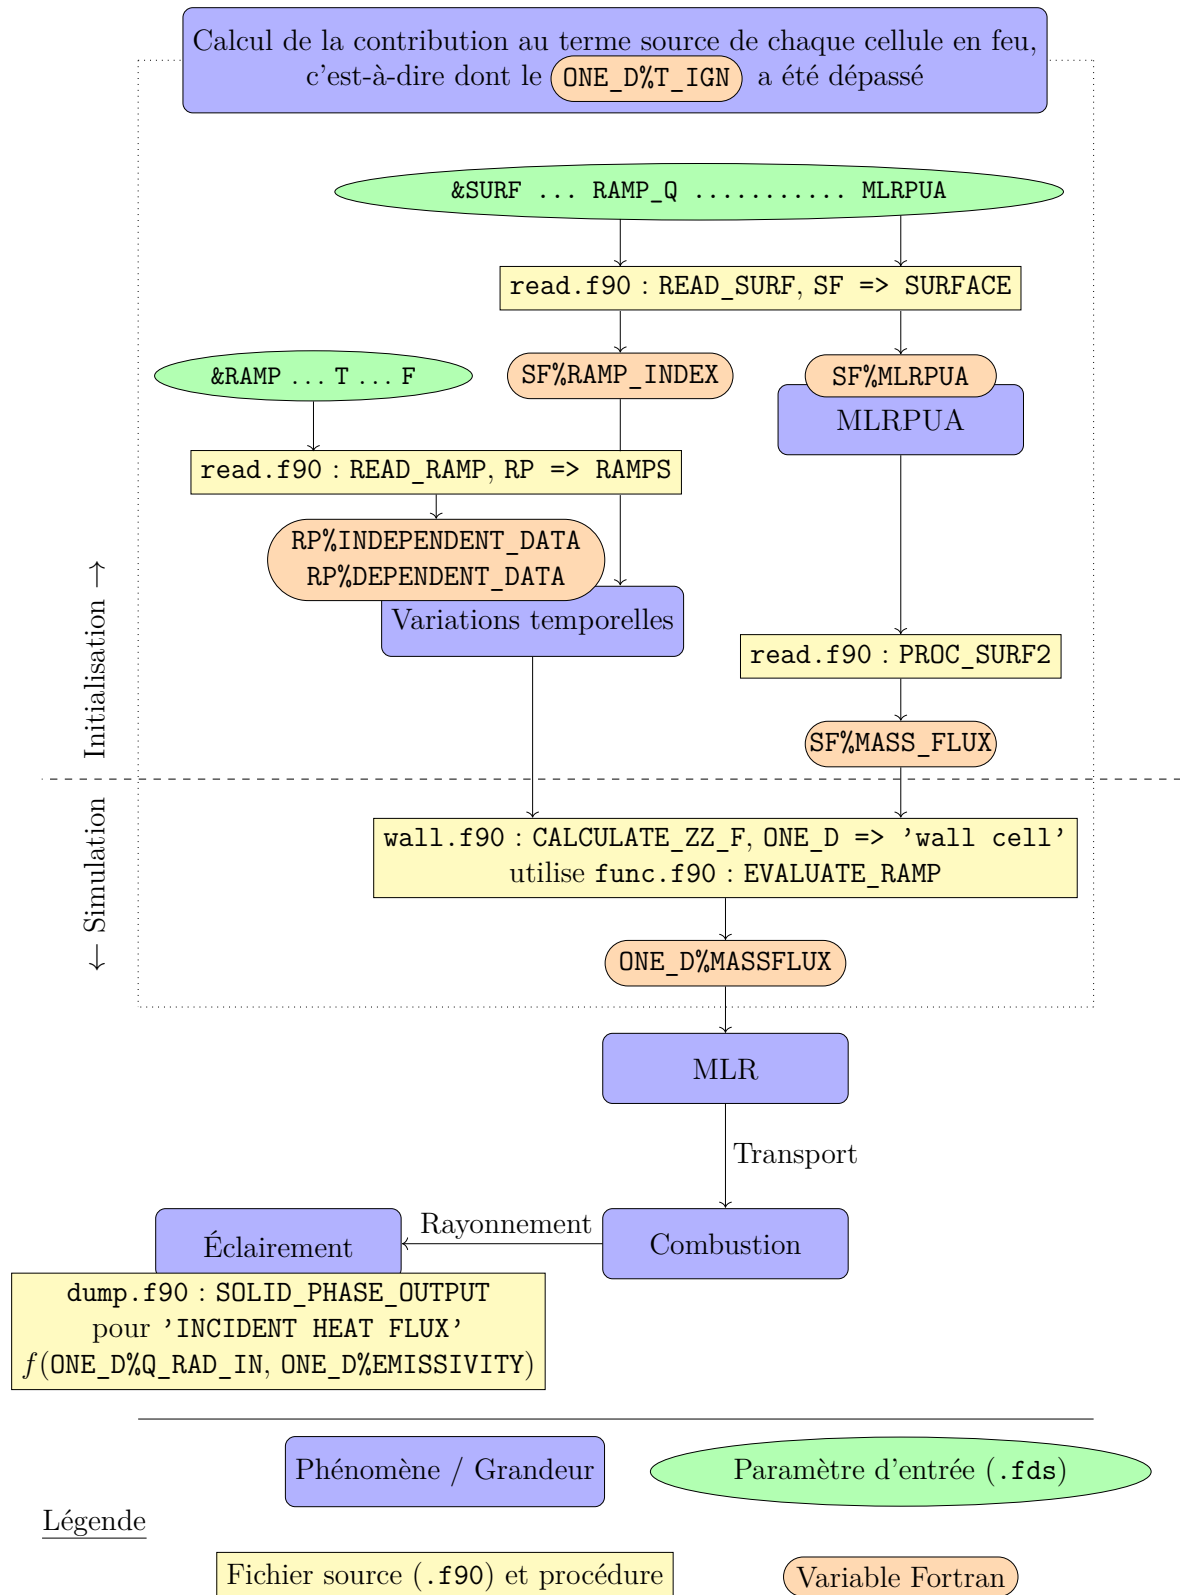 Calcul de la contribution au terme source de chaque cellule en feu,
c'est-à-dire dont le ONE_D%T_IGN a été dépassé
&SURF ... RAMP_Q ........... MLRPUA
read.f90 : READ_SURF, SF => SURFACE
&RAMP ... T ... F
SF%RAMP_INDEX
SF%MLRPUA
MLRPUA
read.f90 : READ_RAMP, RP => RAMPS
RP%INDEPENDENT_DATA
RP%DEPENDENT_DATA
Variations temporelles
read.f90 : PROC_SURF2
SF%MASS_FLUX
Initialisation →
← Simulation
wall.f90 : CALCULATE_ZZ_F, ONE_D => 'wall cell'
utilise func.f90 : EVALUATE_RAMP
ONE_D%MASSFLUX
MLR
Transport
Rayonnement
Éclairement
Combustion
dump.f90 : SOLID_PHASE_OUTPUT
pour 'INCIDENT HEAT FLUX'
f(ONE_D%Q_RAD_IN, ONE_D%EMISSIVITY)
Phénomène / Grandeur
Paramètre d'entrée (.fds)
Légende
Fichier source (.f90) et procédure
Variable Fortran